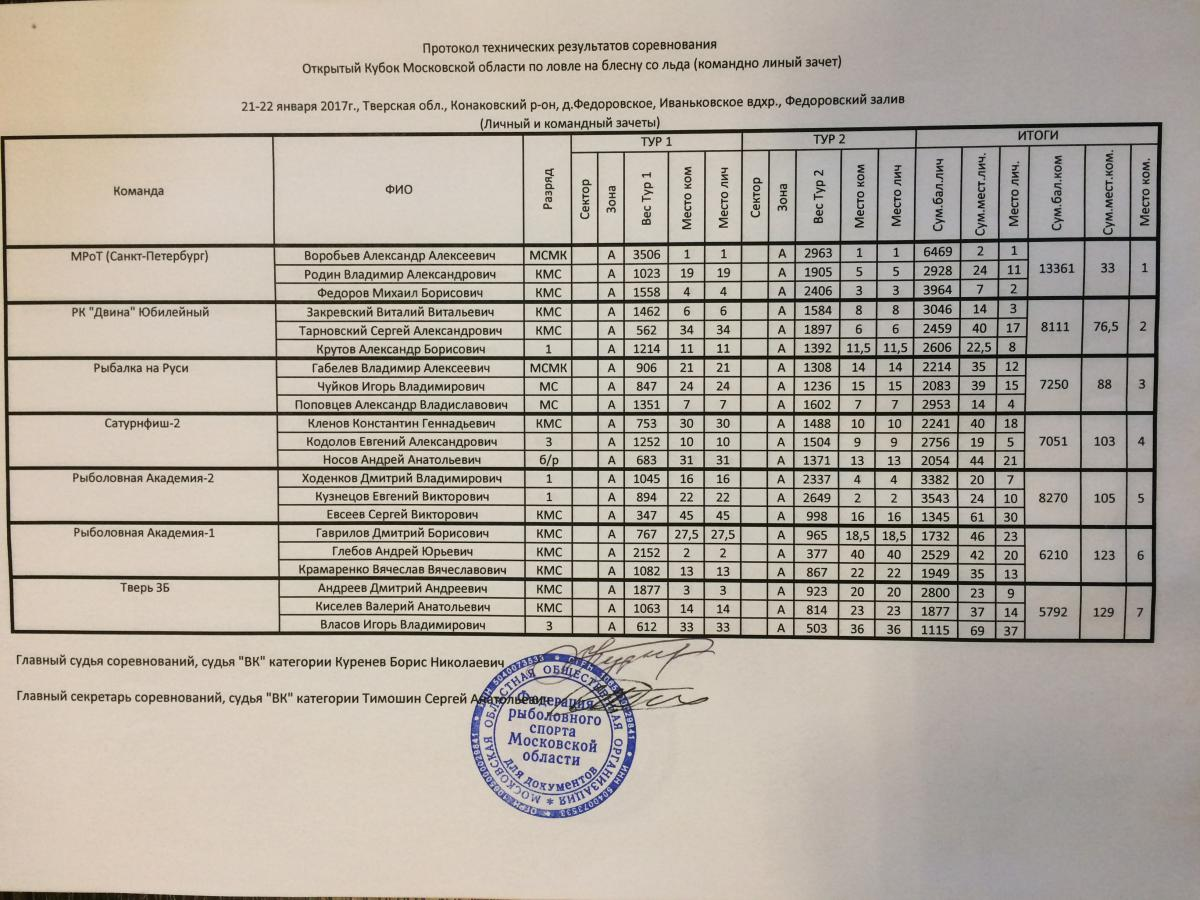 Протокол технических результатов соревнования
Открытый Кубок Московской области по ловле на блесну со льда (командно линый зачет)
21-22 января 2017г., Тверская обл., Конаковский р-он, д.Федоровское, Иваньковское вдхр., Федоровский залив
(Личный и командный зачеты)
Команда ФИО Разряд ТУР 1 ТУР 2 ИТОГИ
Сектор Зона Вес Тур 1 Место ком Место лич Сектор Зона Вес Тур 2 Место ком Место лич Сум.бал.лич Сум.мест.лич. Место лич. Сум.бал.ком Сум.мест.ком. Место ком.
МРоТ (Санкт-Петербург) Воробьев Александр Алексеевич МСМК А 3506 1 1 А 2963 1 1 6469 2 1 13361 33 1
Родин Владимир Александрович КМС А 1023 19 19 А 1905 5 5 2928 24 11
Федоров Михаил Борисович КМС А 1558 4 4 А 2406 3 3 3964 7 2
РК "Двина" Юбилейный Закревский Виталий Витальевич КМС А 1462 6 6 А 1584 8 8 3046 14 3 8111 76,5 2
Тарновский Сергей Александрович КМС А 562 34 34 А 1897 6 6 2459 40 17
Крутов Александр Борисович 1 А 1214 11 11 А 1392 11,5 11,5 2606 22,5 8
Рыбалка на Руси Габелев Владимир Алексеевич МСМК А 906 21 21 А 1308 14 14 2214 35 12 7250 88 3
Чуйков Игорь Владимирович МС А 847 24 24 А 1236 15 15 2083 39 15
Поповцев Александр Владиславович МС А 1351 7 7 А 1602 7 7 2953 14 4
Сатурнфиш-2 Кленов Константин Геннадьевич КМС А 753 30 30 А 1488 10 10 2241 40 18 7051 103 4
Кодолов Евгений Александрович 3 А 1252 10 10 А 1504 9 9 2756 19 5
Носов Андрей Анатольевич б/р А 683 31 31 А 1371 13 13 2054 44 21
Рыболовная Академия-2 Ходенков Дмитрий Владимирович 1 А 1045 16 16 А 2337 4 4 3382 20 7 8270 105 5
Кузнецов Евгений Викторович 1 А 894 22 22 А 2649 2 2 3543 24 10
Евсеев Сергей Викторович КМС А 347 45 45 А 998 16 16 1345 61 30
Рыболовная Академия-1 Гаврилов Дмитрий Борисович КМС А 767 27,5 27,5 А 965 18,5 18,5 1732 46 23 6210 123 6
Глебов Андрей Юрьевич КМС А 2152 2 2 А 377 40 40 2529 42 20
Крамаренко Вячеслав Вячеславович КМС А 1082 13 13 А 867 22 22 1949 35 13
Тверь ЗБ Андреев Дмитрий Андреевич КМС А 1877 3 3 А 923 20 20 2800 23 9 5792 129 7
Киселев Валерий Анатольевич КМС А 1063 14 14 А 814 23 23 1877 37 14
Власов Игорь Владимирович 3 А 612 33 33 А 503 36 36 1115 69 37
Главный судья соревнований, судья "ВК" категории Куренев Борис Николаевич
Главный секретарь соревнований, судья "ВК" категории Тимошин Сергей Анатольевич
МОСКОВСКАЯ ОБЛАСТНАЯ ОБЩЕСТВЕННАЯ ОРГАНИЗАЦИЯ
ИНН 5040073533
Федерация
рыболовного
спорта
Московской
области
для документов